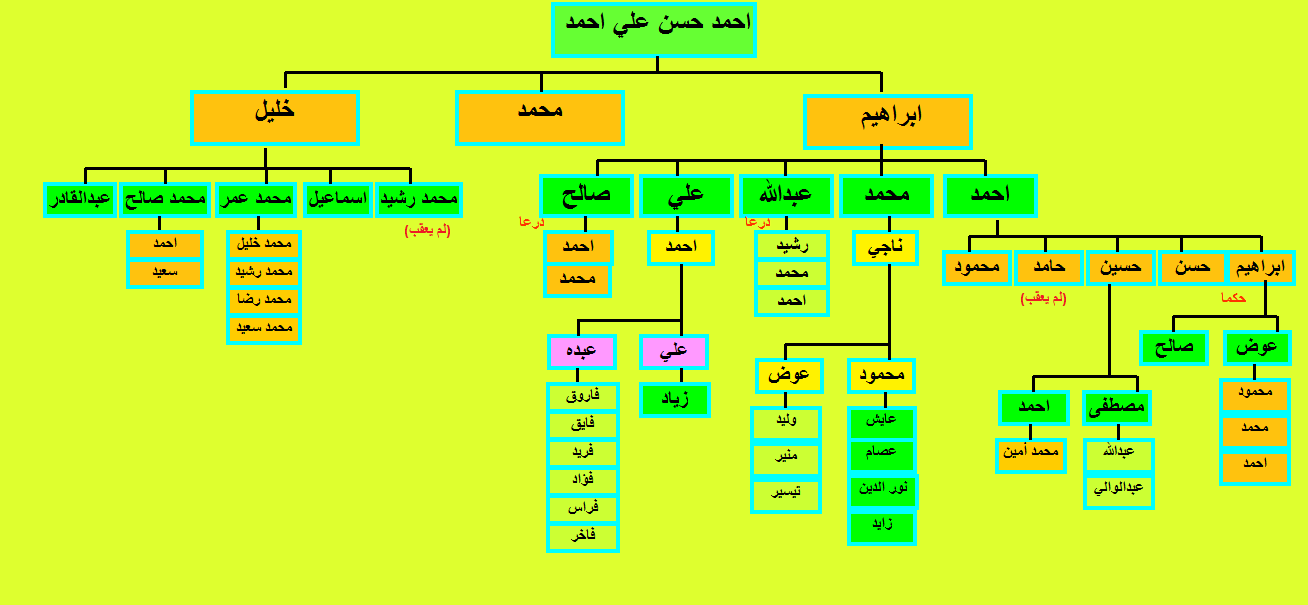 احمد حسن علي احمد
ابراهيم
محمد
خليل
احمد
محمد
عبدالله
علي
صالح
محمد رشيد
اسماعيل
محمد عمر
محمد صالح
عبدالقادر
درعا
درعا
(لم يعقب)
ناجي
رشيد
محمد
احمد
احمد
احمد
محمد
محمد خليل
محمد رشيد
محمد رضا
محمد سعيد
احمد
سعيد
ابراهيم
حسن
حسين
حامد
محمود
حكما
(لم يعقب)
عوض
صالح
محمود
محمد
احمد
مصطفى
احمد
عبدالله
عبدالوالي
محمد أمين
محمود
عوض
عايش
عصام
نور الدين
زايد
وليد
منير
تيسير
علي
عبده
زياد
فاروق
فايق
فريد
فؤاد
فراس
فاخر